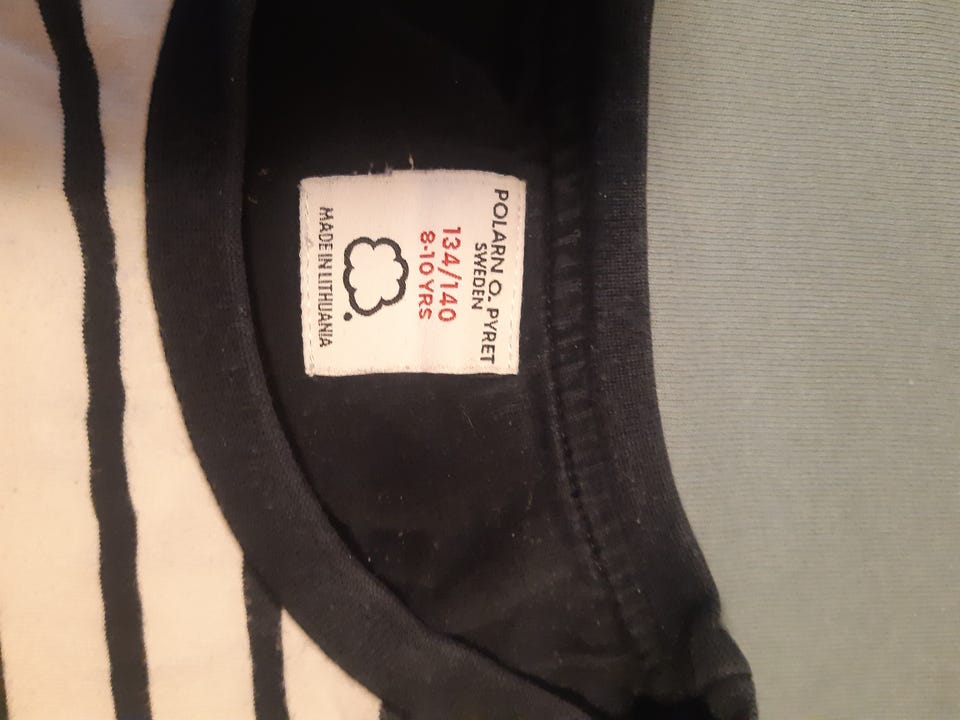 POLARN O. PYRET
SWEDEN
134/140
8-10 YRS
MADE IN LITHUANIA